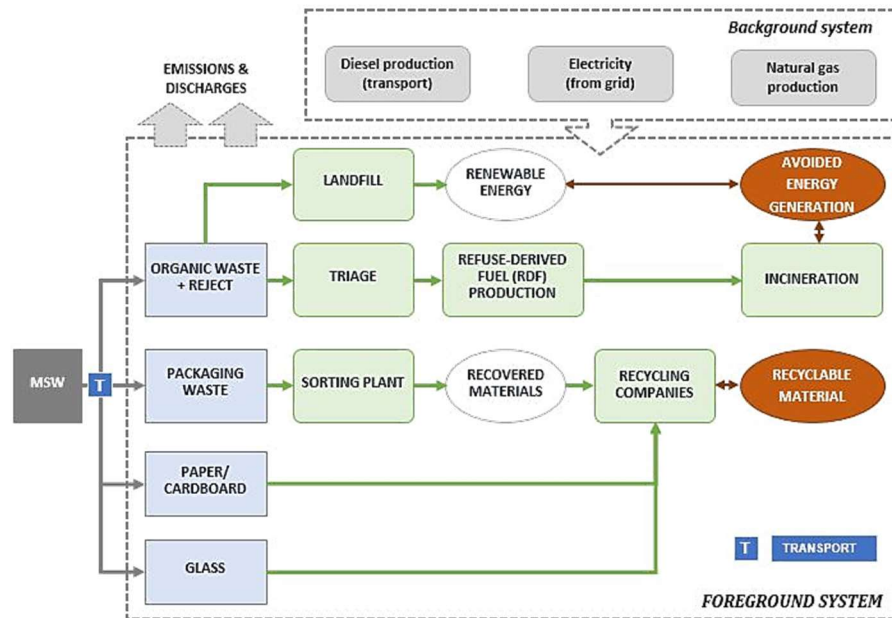 Background system
Diesel production
(transport)
Electricity
(from grid)
Natural gas
production
EMISSIONS &
DISCHARGES
LANDFILL
RENEWABLE
ENERGY
AVOIDED
ENERGY
GENERATION
ORGANIC WASTE
+ REJECT
TRIAGE
REFUSE-DERIVED
FUEL (RDF)
PRODUCTION
INCINERATION
MSW
T
PACKAGING
WASTE
SORTING PLANT
RECOVERED
MATERIALS
RECYCLING
COMPANIES
RECYCLABLE
MATERIAL
PAPER/
CARDBOARD
GLASS
T
TRANSPORT
FOREGROUND SYSTEM